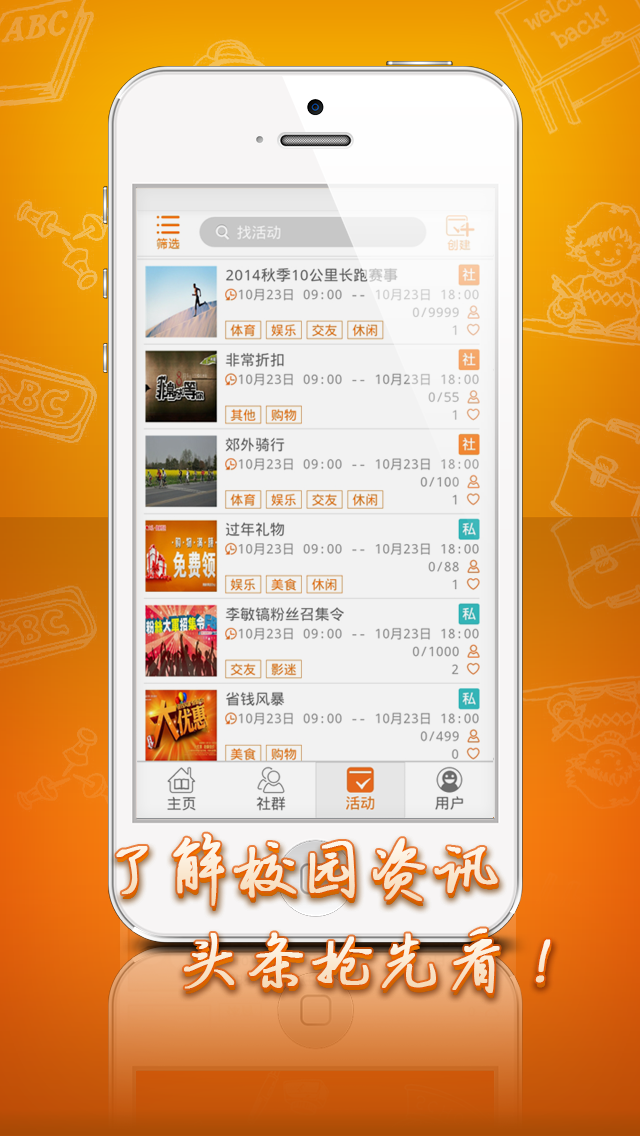 ABC
welcome
back!
找活动
筛选
创建
2014秋季10公里长跑赛事 社
10月23日 09:00 -- 10月23日 18:00
0/9999
体育 娱乐 交友 休闲 1
非常折扣 社
10月23日 09:00 -- 10月23日 18:00
0/55
其他 购物 1
郊外骑行 社
10月23日 09:00 -- 10月23日 18:00
0/100
体育 娱乐 交友 休闲 1
过年礼物 私
10月23日 09:00 -- 10月23日 18:00
免费领
0/88
娱乐 美食 休闲 1
李敏镐粉丝召集令 私
粉丝大軍招集令
10月23日 09:00 -- 10月23日 18:00
0/1000
交友 影迷 2
省钱风暴 私
大优惠
10月23日 09:00 -- 10月23日 18:00
0/499
美食 购物 0
主页 社群 活动 用户
ABC
ABC
了解校园资讯
头条抢先看！